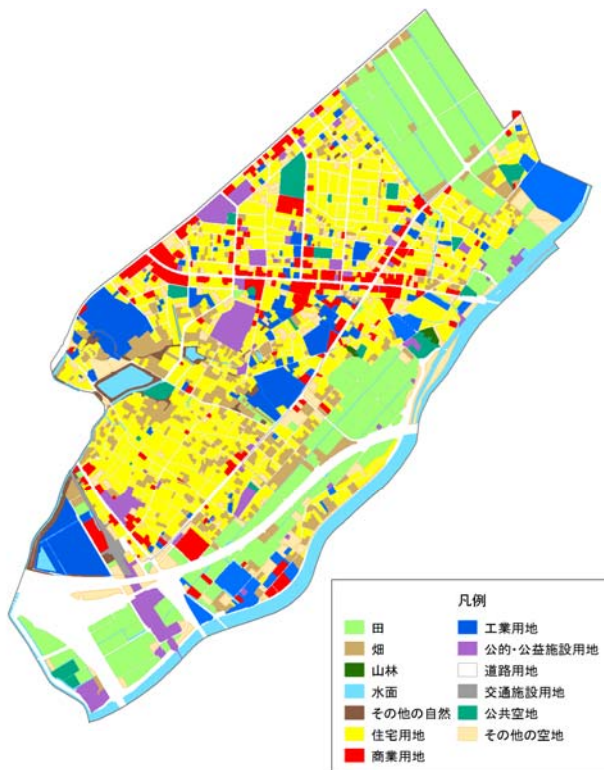 凡例
田
畑
山林
水面
その他の自然
住宅用地
商業用地
工業用地
公的・公益施設用地
道路用地
交通施設用地
公共空地
その他の空地